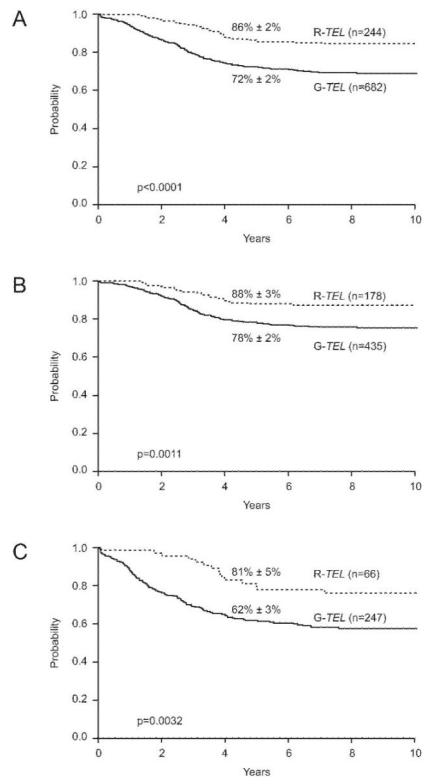 A
1.0
0.8
0.6
0.4
0.2
0.0
Probability
86% ± 2%
R-TEL (n=244)
72% ± 2%
G-TEL (n=682)
p<0.0001
0 2 4 6 8 10
Years
B
1.0
0.8
0.6
0.4
0.2
0.0
Probability
88% ± 3%
R-TEL (n=178)
78% ± 2%
G-TEL (n=435)
p=0.0011
0 2 4 6 8 10
Years
C
1.0
0.8
0.6
0.4
0.2
0.0
Probability
81% ± 5%
R-TEL (n=66)
62% ± 3%
G-TEL (n=247)
p=0.0032
0 2 4 6 8 10
Years